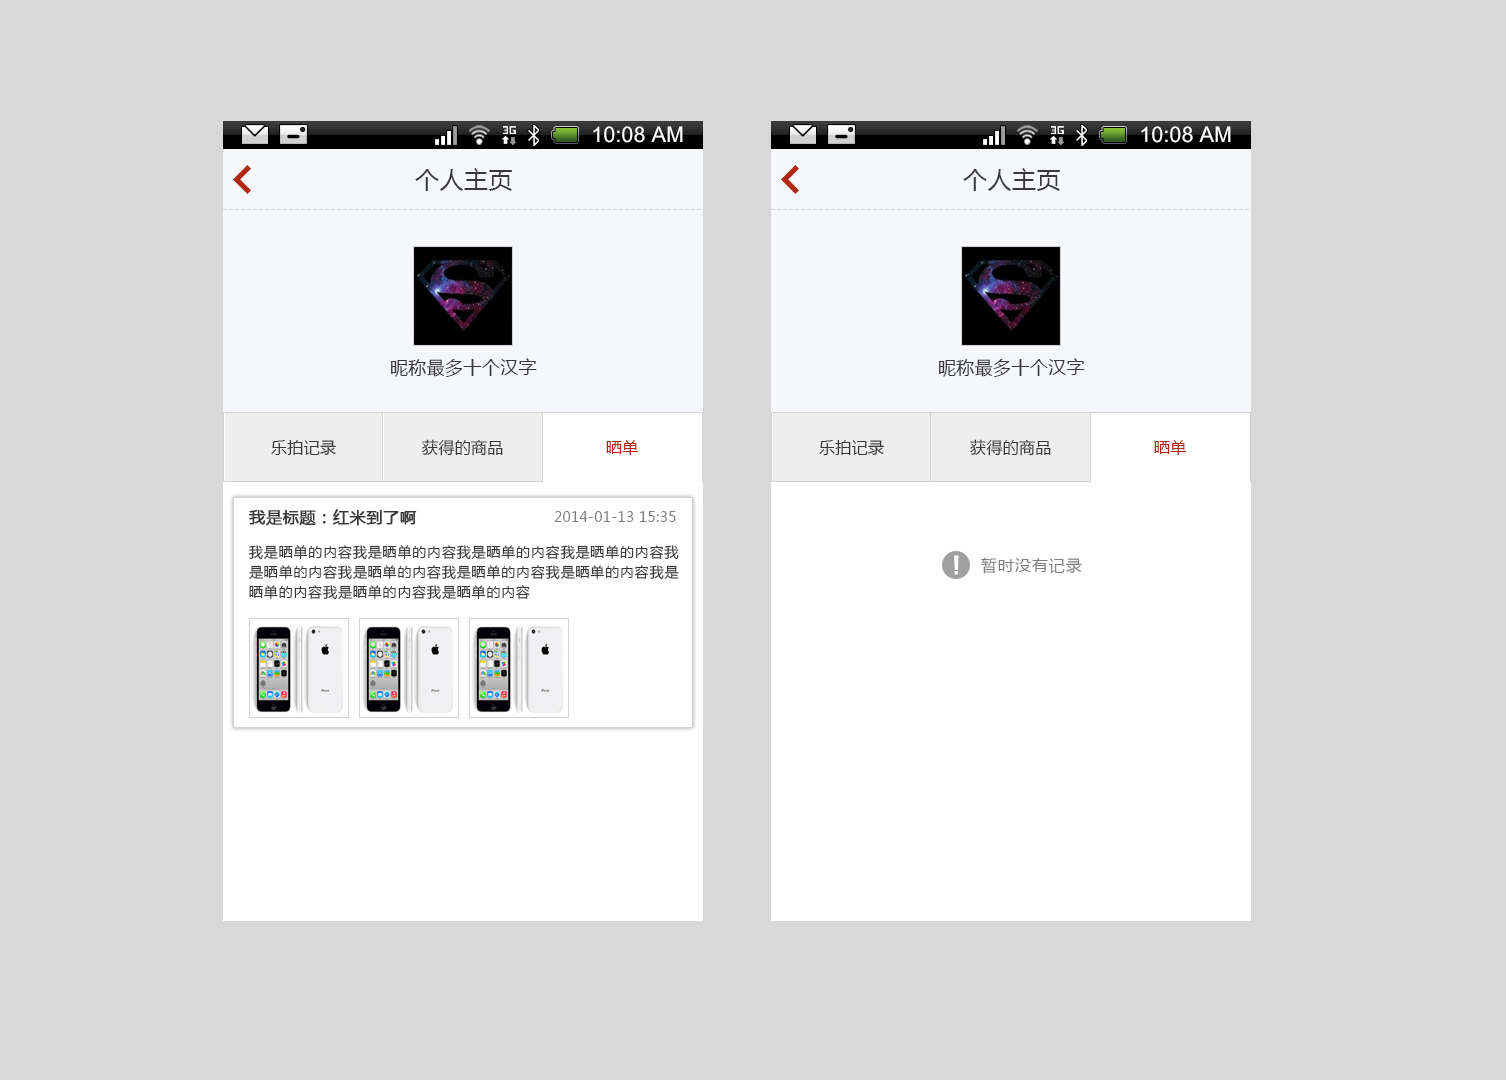 3G 10:08 AM
个人主页
昵称最多十个汉字
乐拍记录 获得的商品 晒单
我是标题：红米到了啊 2014-01-13 15:35
我是晒单的内容我是晒单的内容我是晒单的内容我是晒单的内容我
是晒单的内容我是晒单的内容我是晒单的内容我是晒单的内容我是
晒单的内容我是晒单的内容我是晒单的内容
3G 10:08 AM
个人主页
昵称最多十个汉字
乐拍记录 获得的商品 晒单
暂时没有记录